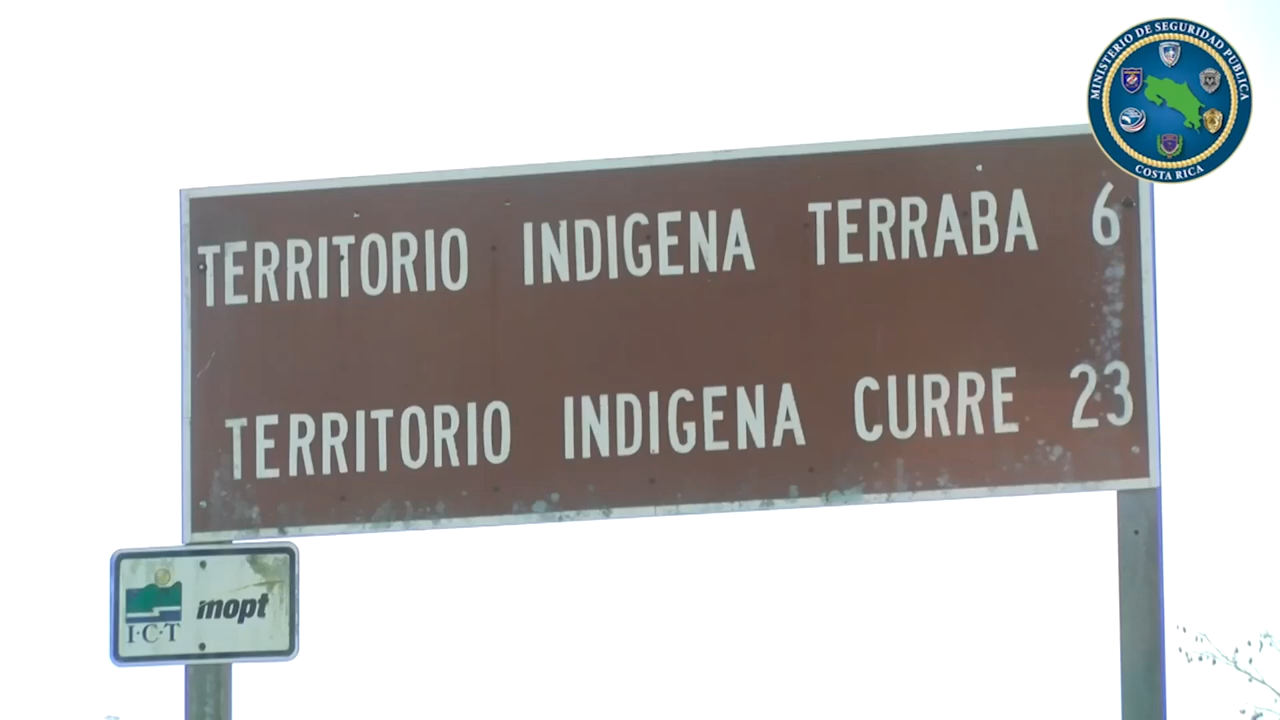 MINISTERIO DE SEGURIDAD PUBLICA
COSTA RICA
TERRITORIO INDIGENA TERRABA 6
TERRITORIO INDIGENA CURRE 23
I·C·T mopt